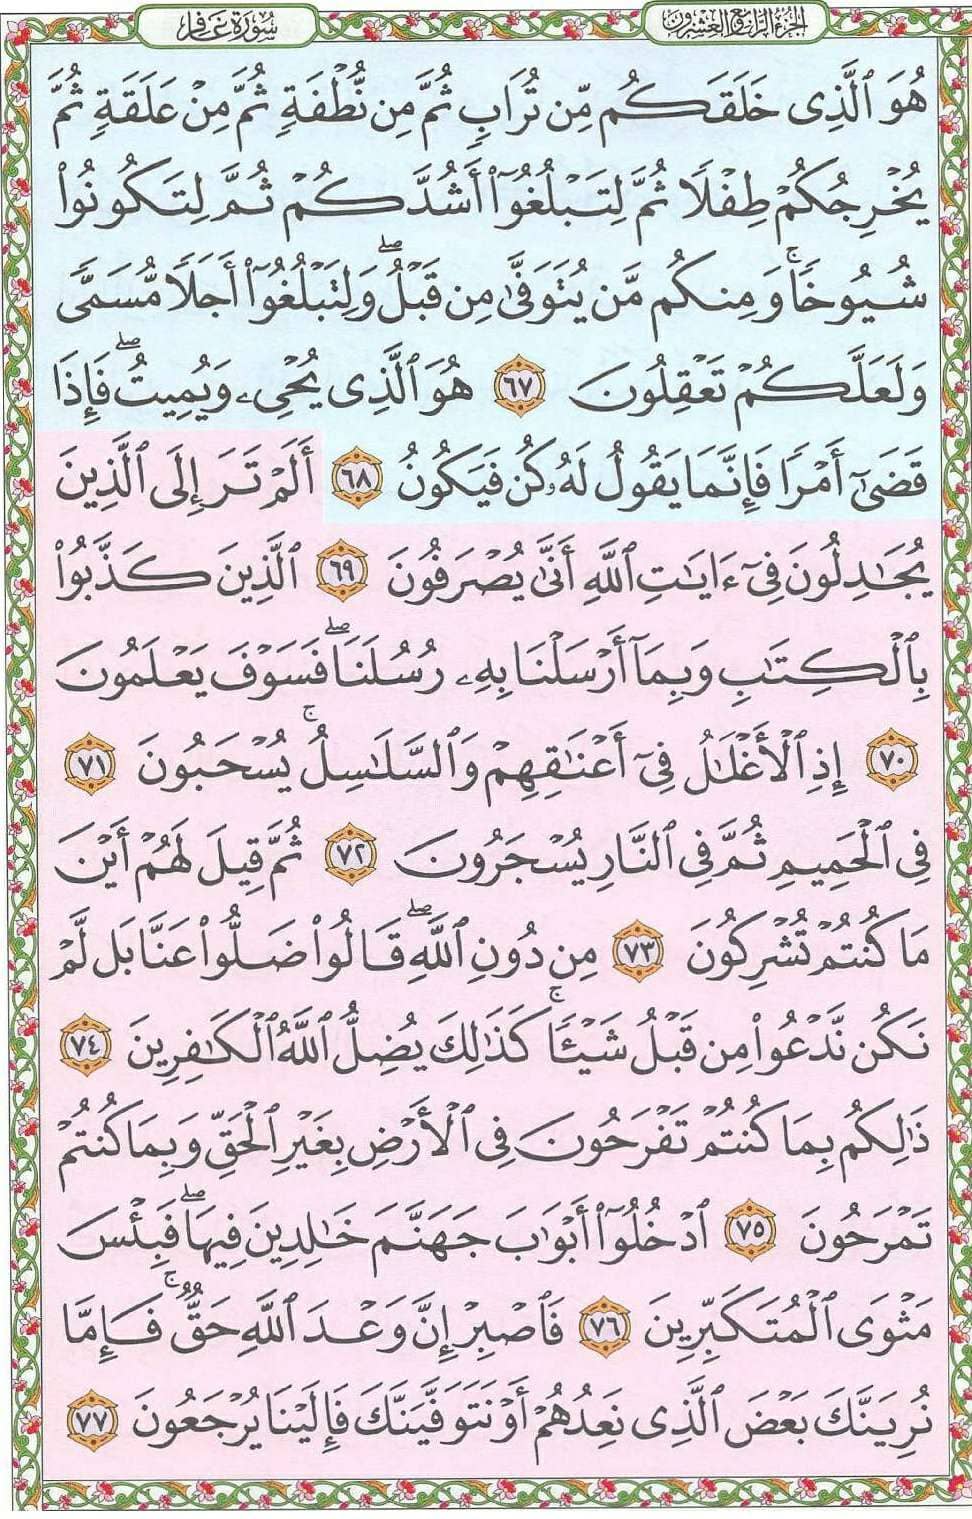 الجزء الرابع والعشرون
سورة غافر
هُوَ ٱلَّذِى خَلَقَكُم مِّن تُرَابٍ ثُمَّ مِن نُّطْفَةٍ ثُمَّ مِنْ عَلَقَةٍ ثُمَّ
يُخْرِجُكُمْ طِفْلًا ثُمَّ لِتَبْلُغُوٓا۟ أَشُدَّكُمْ ثُمَّ لِتَكُونُوا۟
شُيُوخًا ۚ وَمِنكُم مَّن يُتَوَفَّىٰ مِن قَبْلُ ۖ وَلِتَبْلُغُوٓا۟ أَجَلًا مُّسَمًّى
وَلَعَلَّكُمْ تَعْقِلُونَ ٦٧ هُوَ ٱلَّذِى يُحْىِۦ وَيُمِيتُ ۖ فَإِذَا
قَضَىٰٓ أَمْرًا فَإِنَّمَا يَقُولُ لَهُۥ كُن فَيَكُونُ ٦٨ أَلَمْ تَرَ إِلَى ٱلَّذِينَ
يُجَـٰدِلُونَ فِىٓ ءَايَـٰتِ ٱللَّهِ أَنَّىٰ يُصْرَفُونَ ٦٩ ٱلَّذِينَ كَذَّبُوا۟
بِٱلْكِتَـٰبِ وَبِمَآ أَرْسَلْنَا بِهِۦ رُسُلَنَا ۖ فَسَوْفَ يَعْلَمُونَ
٧٠ إِذِ ٱلْأَغْلَـٰلُ فِىٓ أَعْنَـٰقِهِمْ وَٱلسَّلَـٰسِلُ ۚ يُسْحَبُونَ ٧١
فِى ٱلْحَمِيمِ ثُمَّ فِى ٱلنَّارِ يُسْجَرُونَ ٧٢ ثُمَّ قِيلَ لَهُمْ أَيْنَ
مَا كُنتُمْ تُشْرِكُونَ ٧٣ مِن دُونِ ٱللَّهِ ۖ قَالُوا۟ ضَلُّوا۟ عَنَّا بَل لَّمْ
نَكُن نَّدْعُوا۟ مِن قَبْلُ شَيْـًٔا ۚ كَذَٰلِكَ يُضِلُّ ٱللَّهُ ٱلْكَـٰفِرِينَ ٧٤
ذَٰلِكُم بِمَا كُنتُمْ تَفْرَحُونَ فِى ٱلْأَرْضِ بِغَيْرِ ٱلْحَقِّ وَبِمَا كُنتُمْ
تَمْرَحُونَ ٧٥ ٱدْخُلُوٓا۟ أَبْوَٰبَ جَهَنَّمَ خَـٰلِدِينَ فِيهَا ۖ فَبِئْسَ
مَثْوَى ٱلْمُتَكَبِّرِينَ ٧٦ فَٱصْبِرْ إِنَّ وَعْدَ ٱللَّهِ حَقٌّ ۚ فَإِمَّا
نُرِيَنَّكَ بَعْضَ ٱلَّذِى نَعِدُهُمْ أَوْ نَتَوَفَّيَنَّكَ فَإِلَيْنَا يُرْجَعُونَ ٧٧